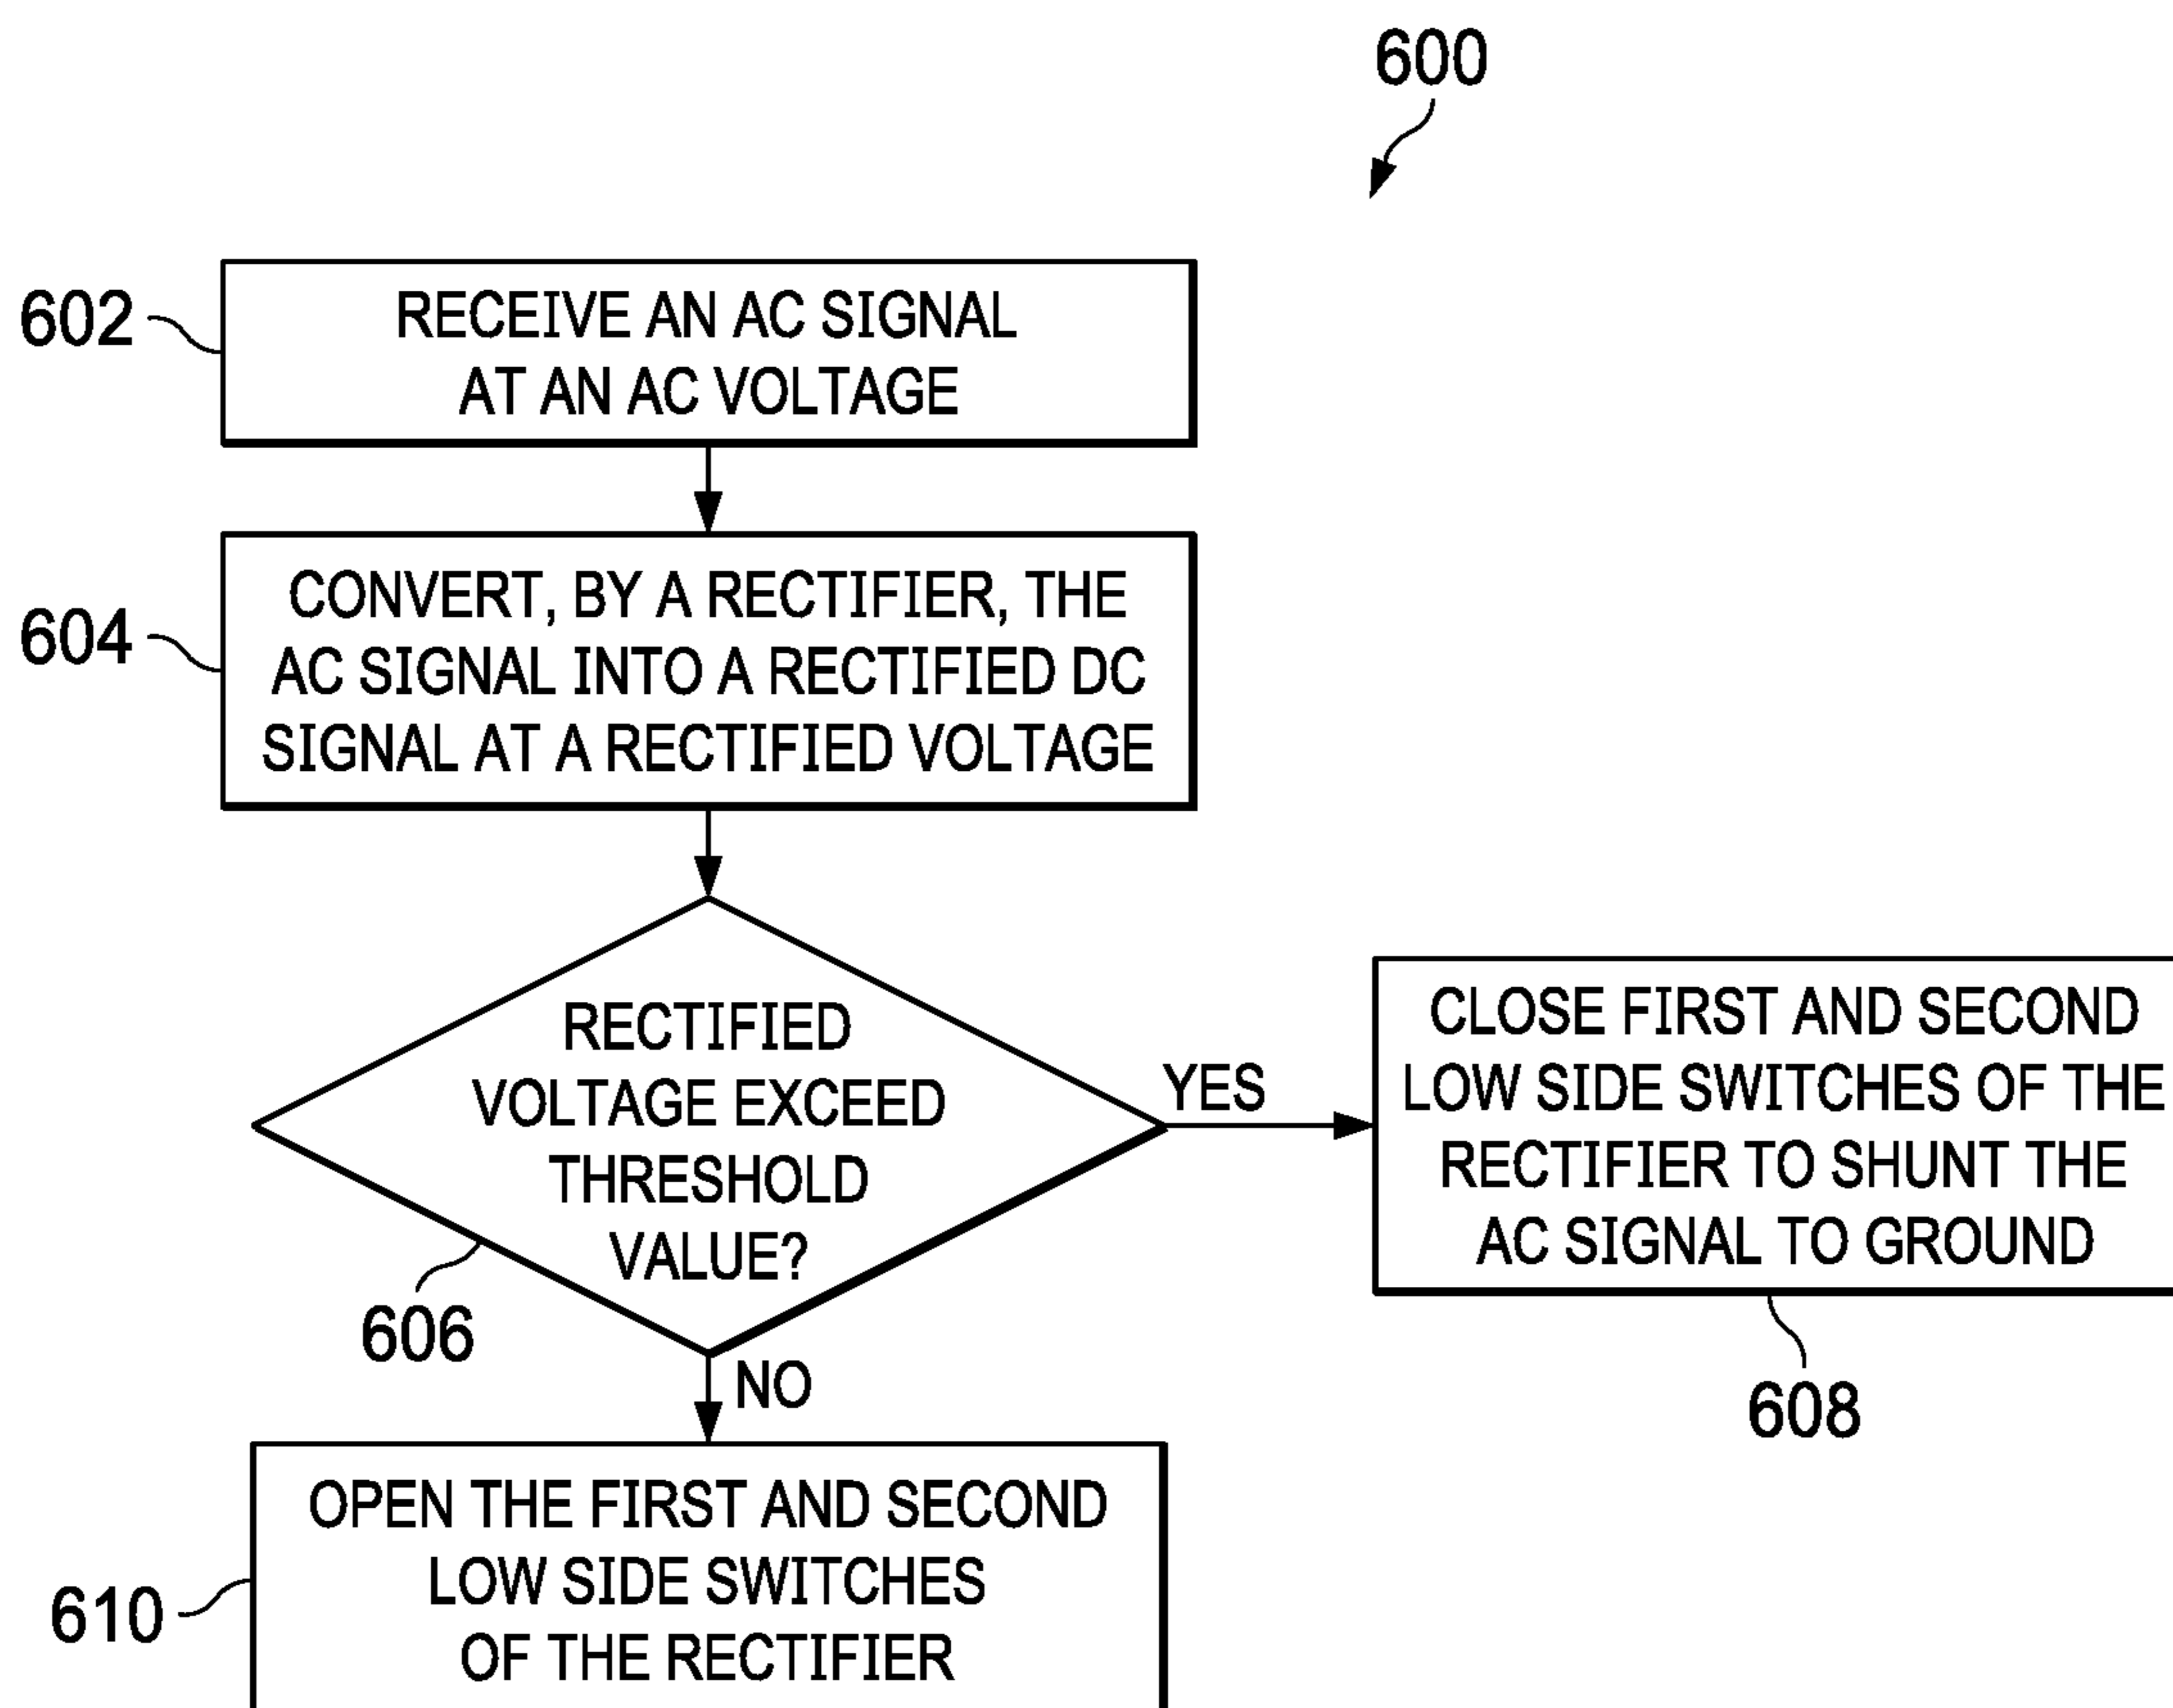 600
602
RECEIVE AN AC SIGNAL
AT AN AC VOLTAGE
604
CONVERT, BY A RECTIFIER, THE
AC SIGNAL INTO A RECTIFIED DC
SIGNAL AT A RECTIFIED VOLTAGE
RECTIFIED
VOLTAGE EXCEED
THRESHOLD
VALUE?
606
YES
CLOSE FIRST AND SECOND
LOW SIDE SWITCHES OF THE
RECTIFIER TO SHUNT THE
AC SIGNAL TO GROUND
608
NO
610
OPEN THE FIRST AND SECOND
LOW SIDE SWITCHES
OF THE RECTIFIER